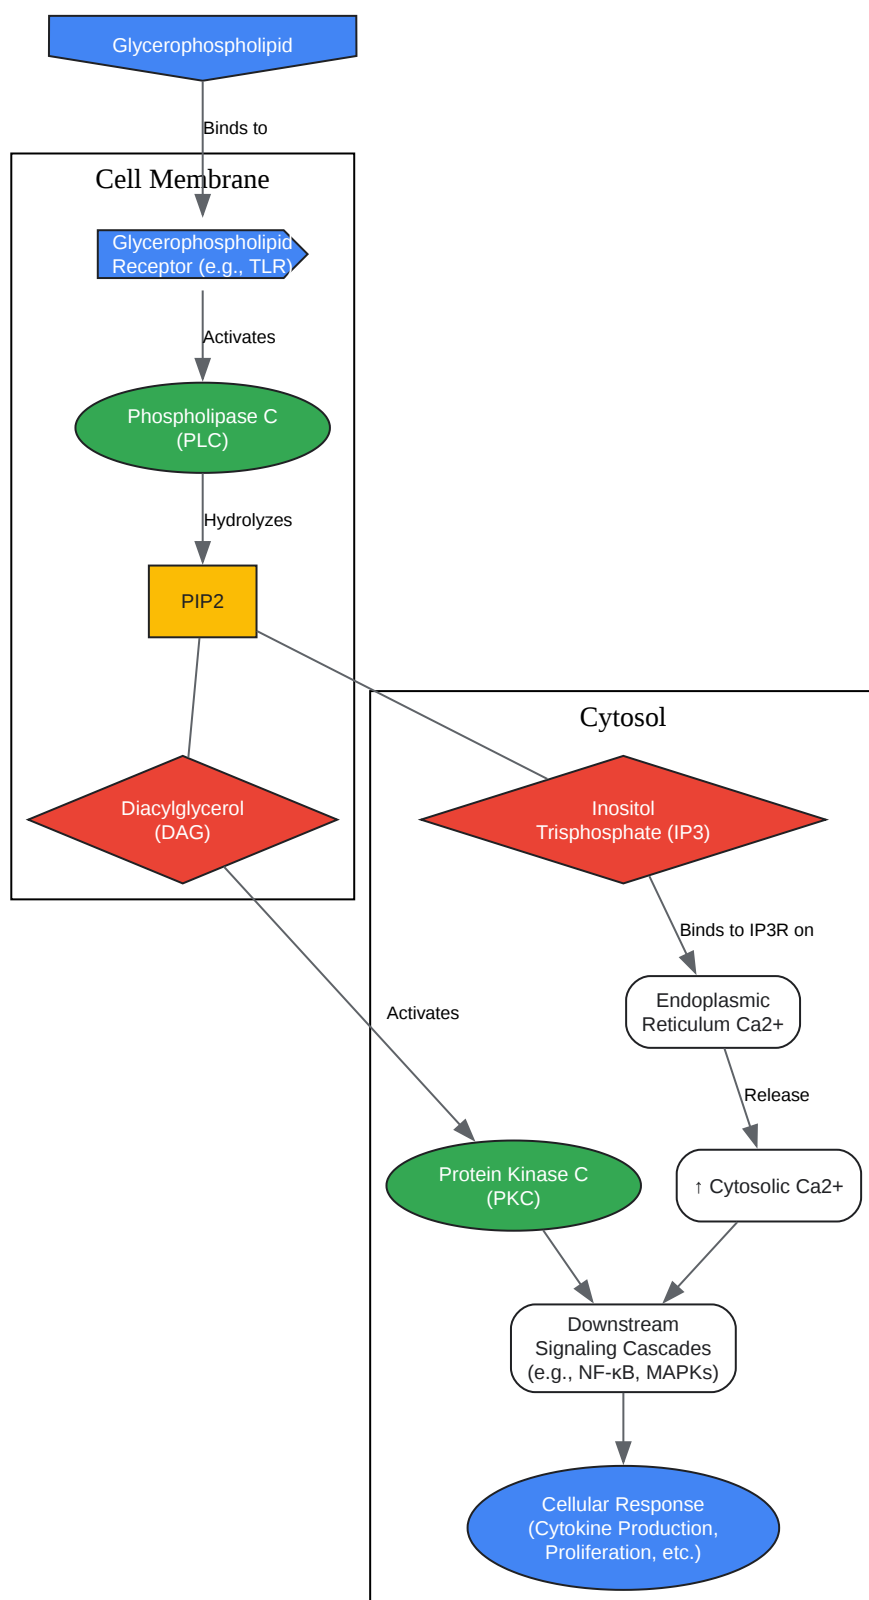 Glycerophospholipid
Binds to
Cell Membrane
Glycerophospholipid
Receptor (e.g., TLR)
Activates
Phospholipase C
(PLC)
Hydrolyzes
PIP2
Cytosol
Diacylglycerol
(DAG)
Inositol
Trisphosphate (IP3)
Binds to IP3R on
Endoplasmic
Reticulum Ca2+
Activates
Release
Protein Kinase C
(PKC)
↑ Cytosolic Ca2+
Downstream
Signaling Cascades
(e.g., NF-κB, MAPKs)
Cellular Response
(Cytokine Production,
Proliferation, etc.)